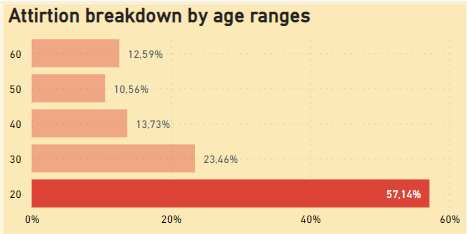 Attirtion breakdown by age ranges
60 12,59%
50 10,56%
40 13,73%
30 23,46%
20 57,14%
0% 20% 40% 60%